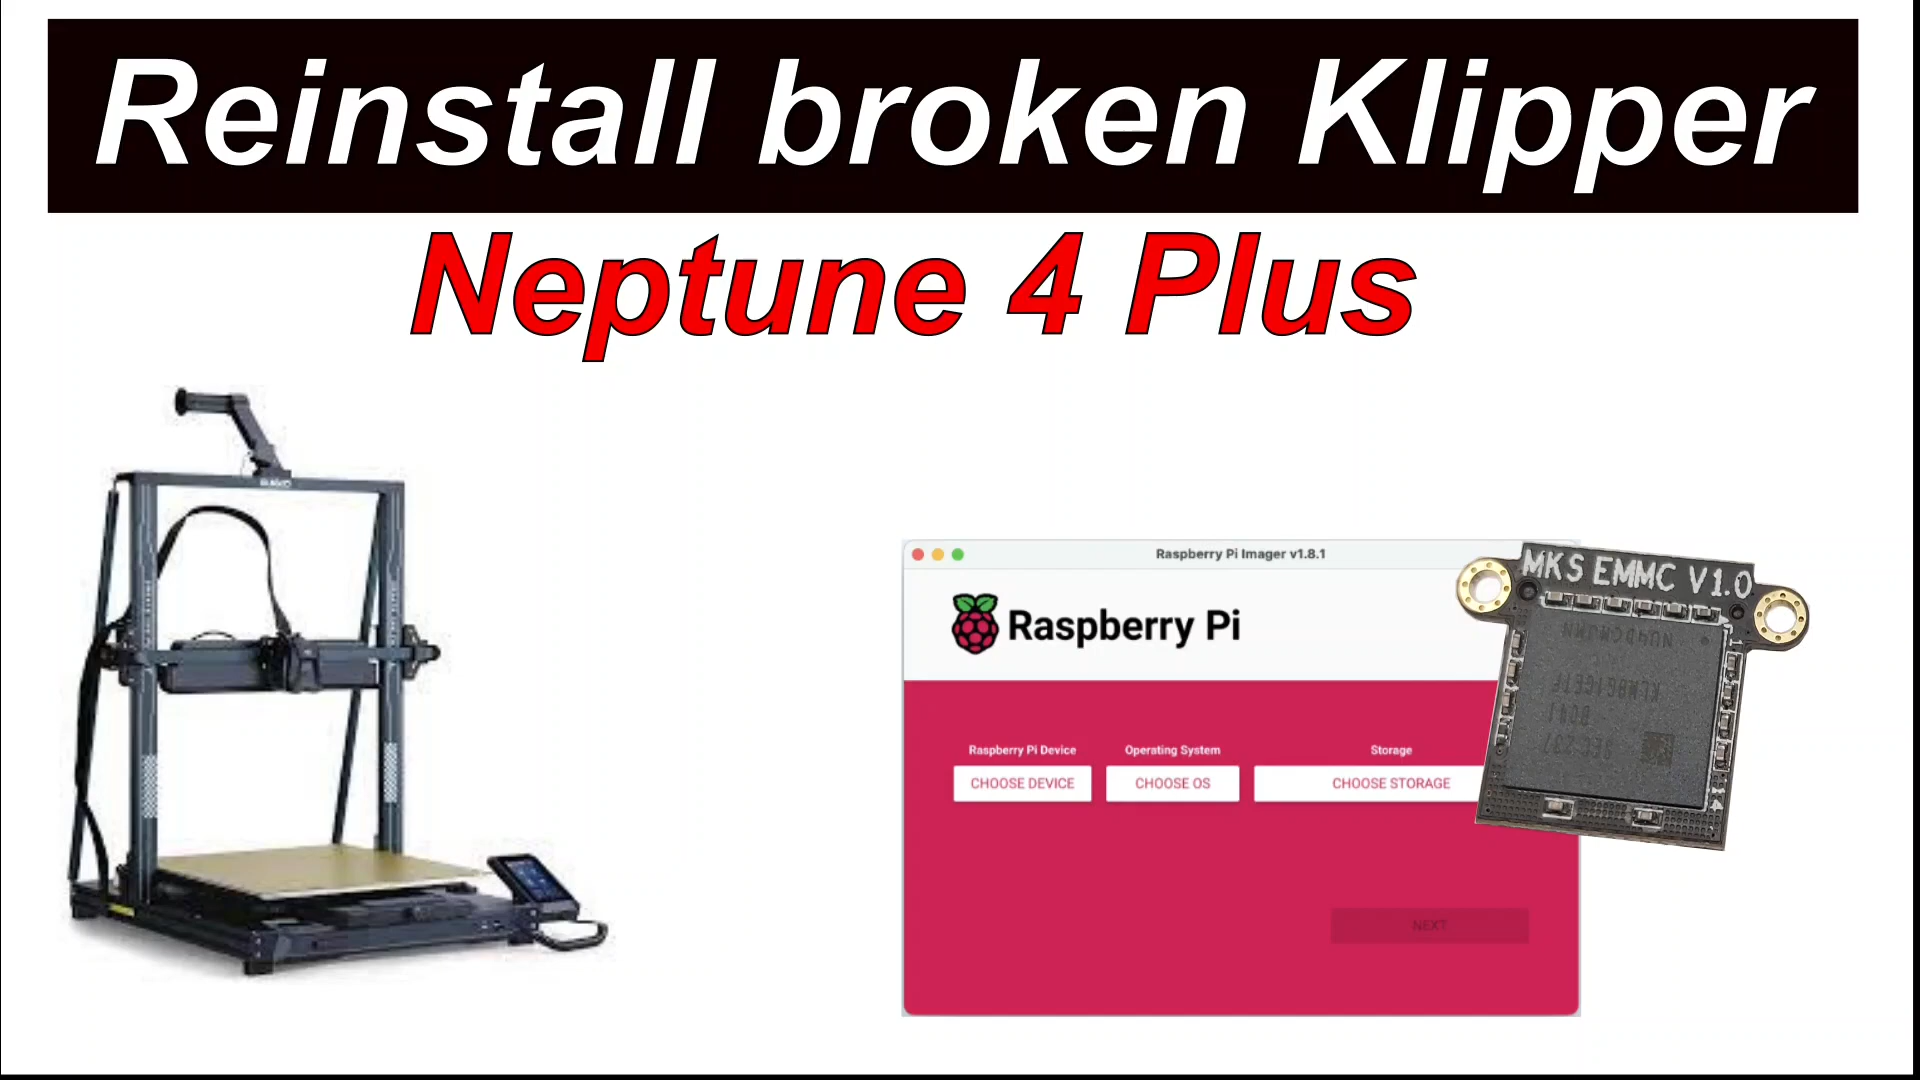 Reinstall broken Klipper
Neptune 4 Plus
Raspberry Pi Imager v1.8.1
Raspberry Pi
Raspberry Pi Device
Operating System
Storage
CHOOSE DEVICE
CHOOSE OS
CHOOSE STORAGE
NEXT
MKS EMMC V1.0